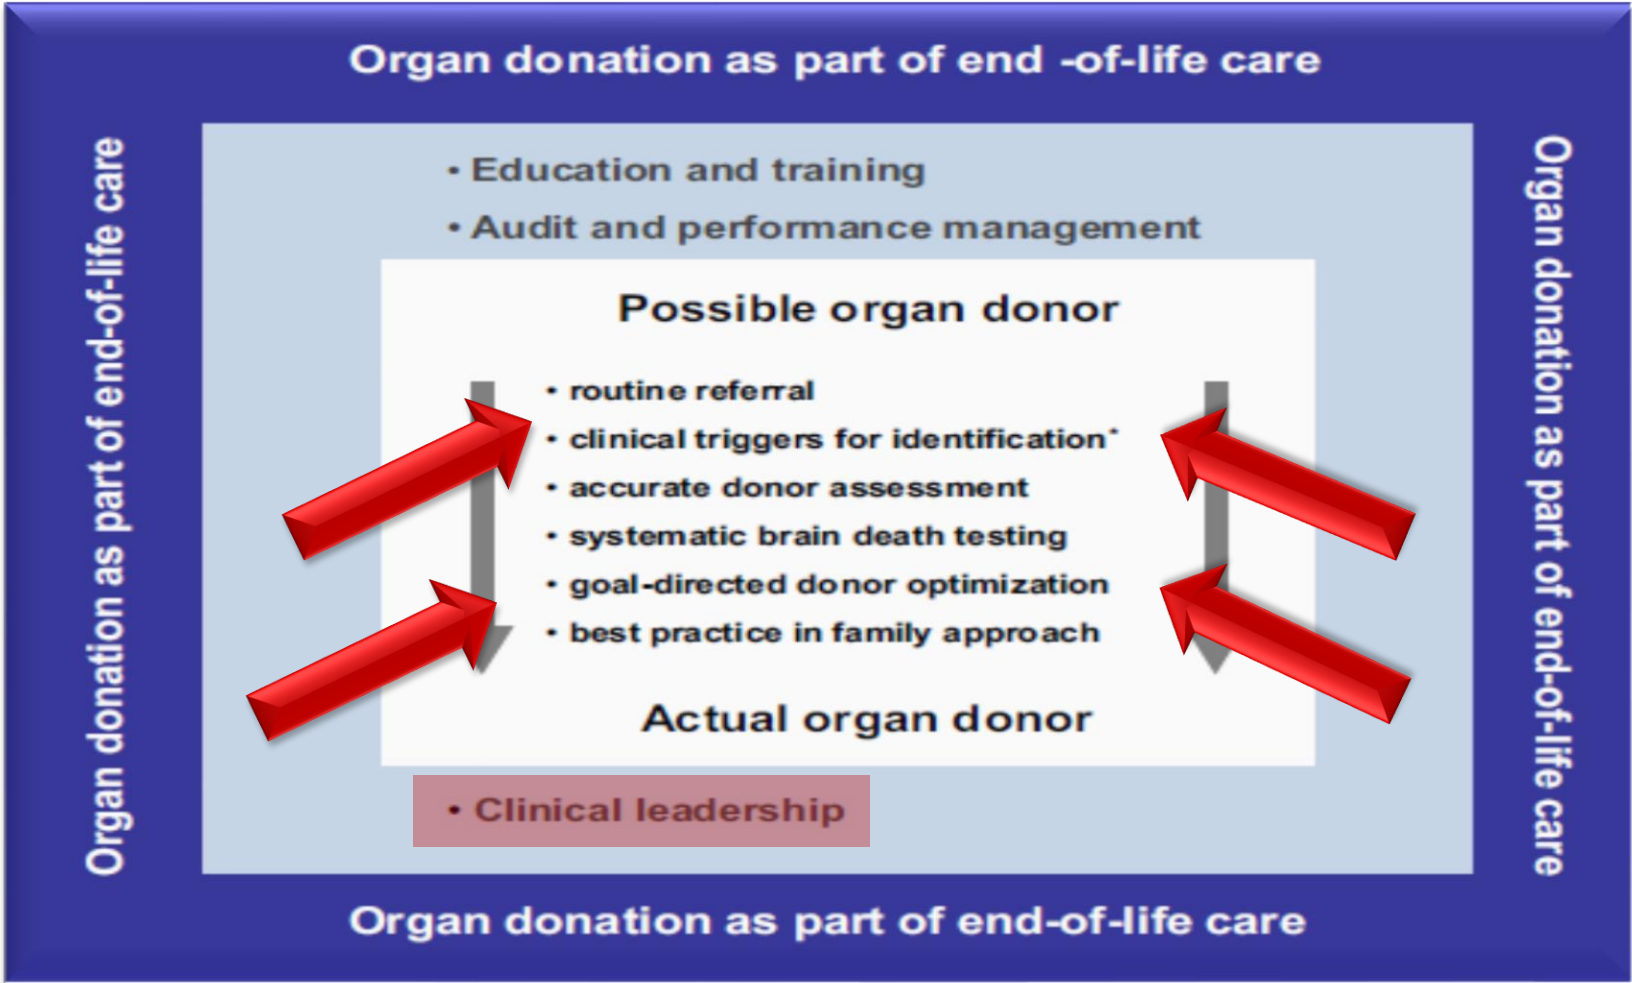 Organ donation as part of end -of-life care
Organ donation as part of end-of-life care
Organ donation as part of end-of-life care
• Education and training
• Audit and performance management
Possible organ donor
• routine referral
• clinical triggers for identification*
• accurate donor assessment
• systematic brain death testing
• goal-directed donor optimization
• best practice in family approach
Actual organ donor
• Clinical leadership
Organ donation as part of end-of-life care